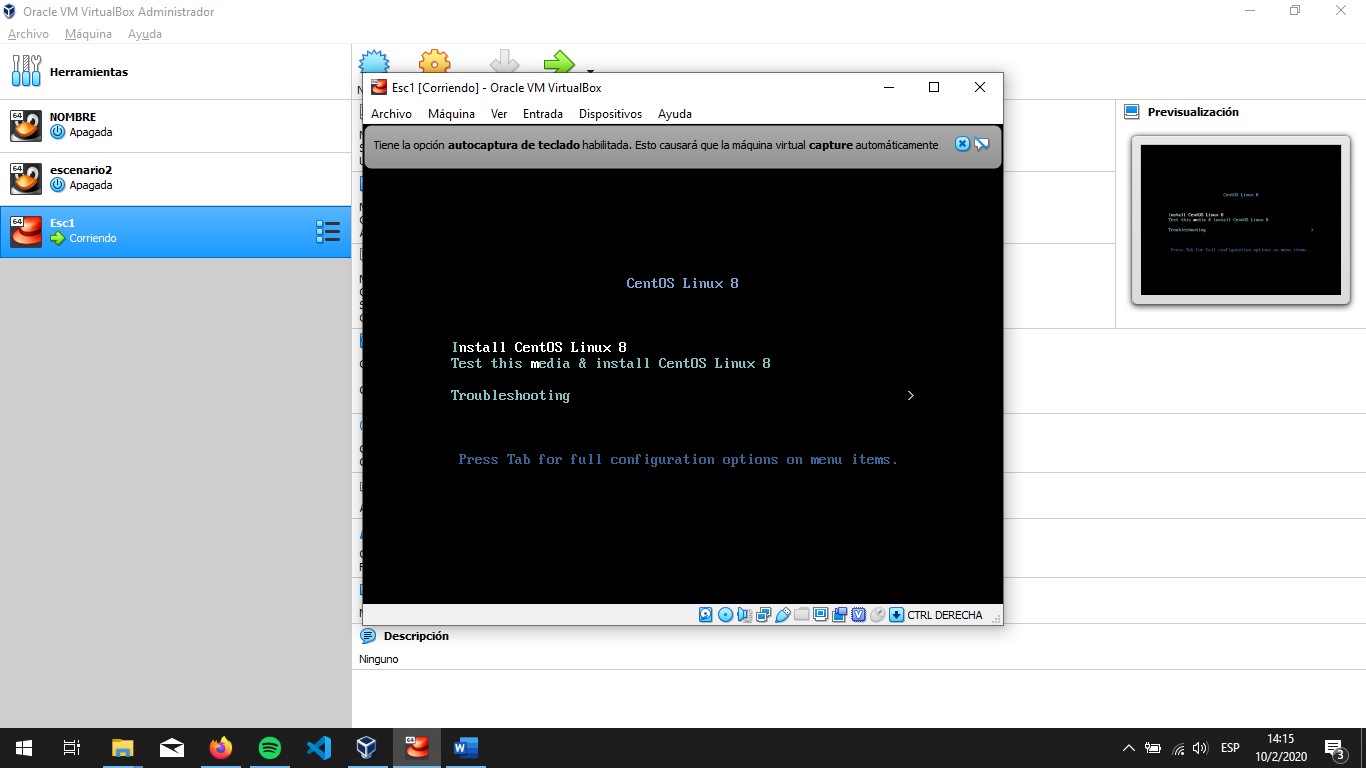 Oracle VM VirtualBox Administrador
Archivo Máquina Ayuda
Herramientas
64
NOMBRE
Apagada
64
escenario2
Apagada
64
Esc1
Corriendo
Esc1 [Corriendo] - Oracle VM VirtualBox
Archivo Máquina Ver Entrada Dispositivos Ayuda
Tiene la opción autocaptura de teclado habilitada. Esto causará que la máquina virtual capture automáticamente
CentOS Linux 8
Install CentOS Linux 8
Test this media & install CentOS Linux 8
Troubleshooting >
Press Tab for full configuration options on menu items.
CTRL DERECHA
Previsualización
CentOS Linux 8
Install CentOS Linux 8
Test this media & install CentOS Linux 8
Troubleshooting >
Press Tab for full configuration options on menu items.
Descripción
Ninguno
ESP
14:15
10/2/2020
3